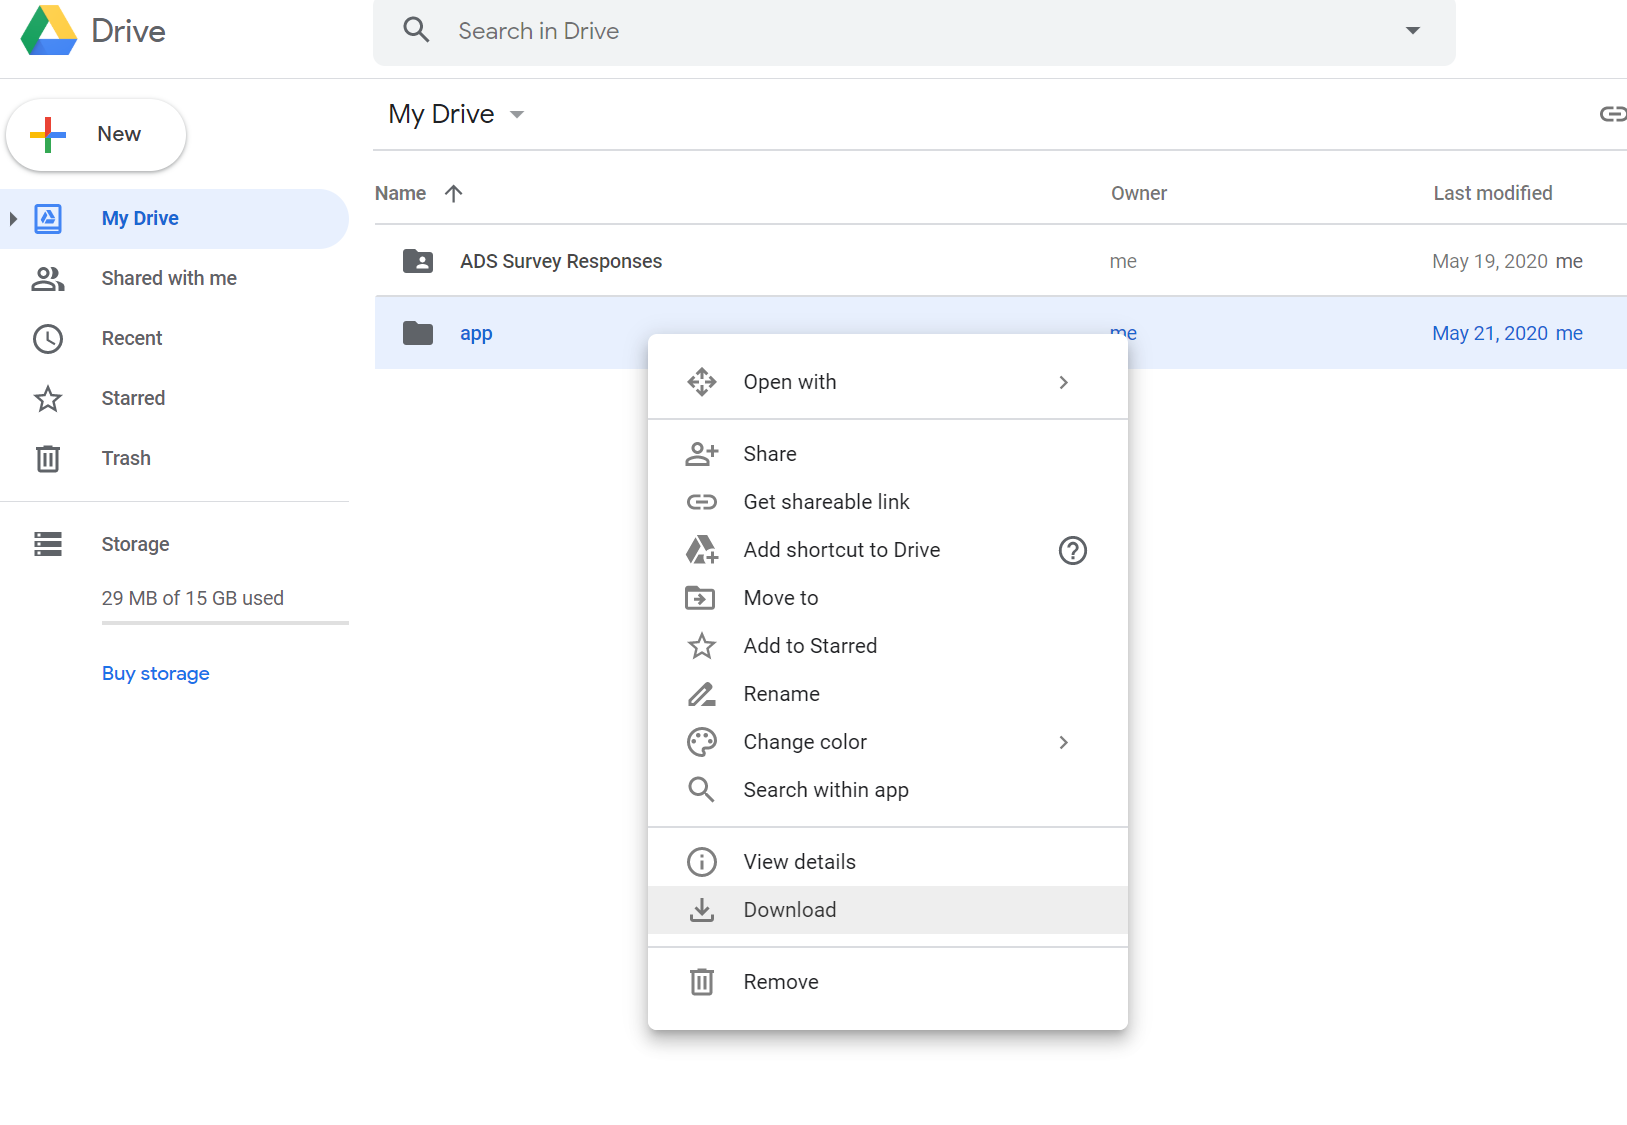 Drive
Search in Drive
New
My Drive
My Drive
Shared with me
Recent
Starred
Trash
Storage
29 MB of 15 GB used
Buy storage
Name Owner Last modified
ADS Survey Responses me May 19, 2020 me
app me May 21, 2020 me
Open with
Share
Get shareable link
Add shortcut to Drive
Move to
Add to Starred
Rename
Change color
Search within app
View details
Download
Remove